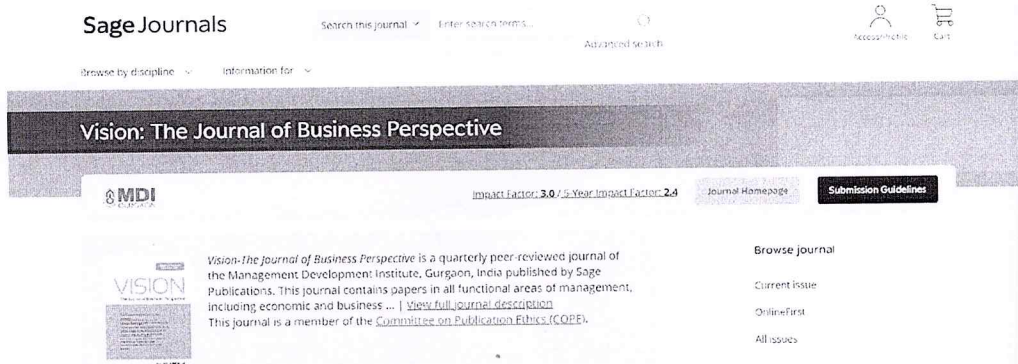 Sage Journals
Search this journal
Enter search terms...
Advanced search
Access/Profile
Cart
Browse by discipline
Information for
Vision: The Journal of Business Perspective
MDI
GURGAON
Impact Factor: 3.0 / 5-Year Impact Factor: 2.4
Journal Homepage
Submission Guidelines
VISION
Vision-The Journal of Business Perspective is a quarterly peer-reviewed journal of
the Management Development Institute, Gurgaon, India published by Sage
Publications. This journal contains papers in all functional areas of management,
including economic and business ... | View full journal description
This journal is a member of the Committee on Publication Ethics (COPE).
Browse journal
Current issue
OnlineFirst
All issues